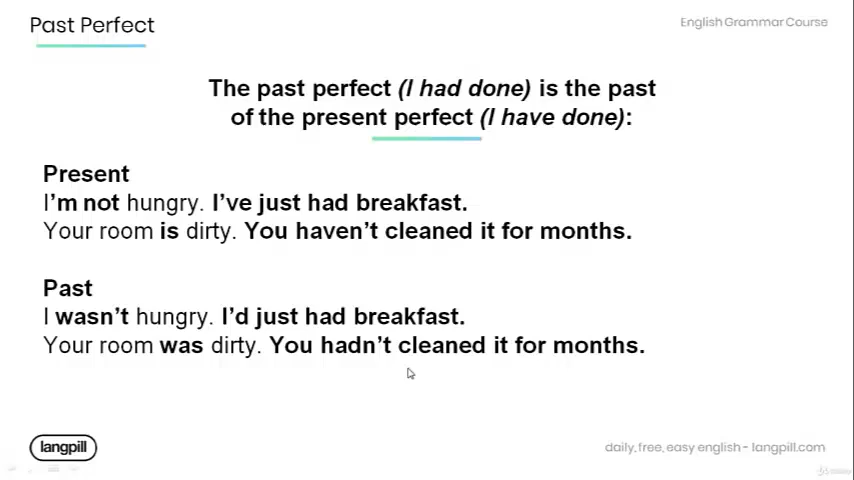 Past Perfect
English Grammar Course
The past perfect (I had done) is the past
of the present perfect (I have done):
Present
I’m not hungry. I’ve just had breakfast.
Your room is dirty. You haven’t cleaned it for months.
Past
I wasn’t hungry. I’d just had breakfast.
Your room was dirty. You hadn’t cleaned it for months.
langpill
daily, free, easy english - langpill.com